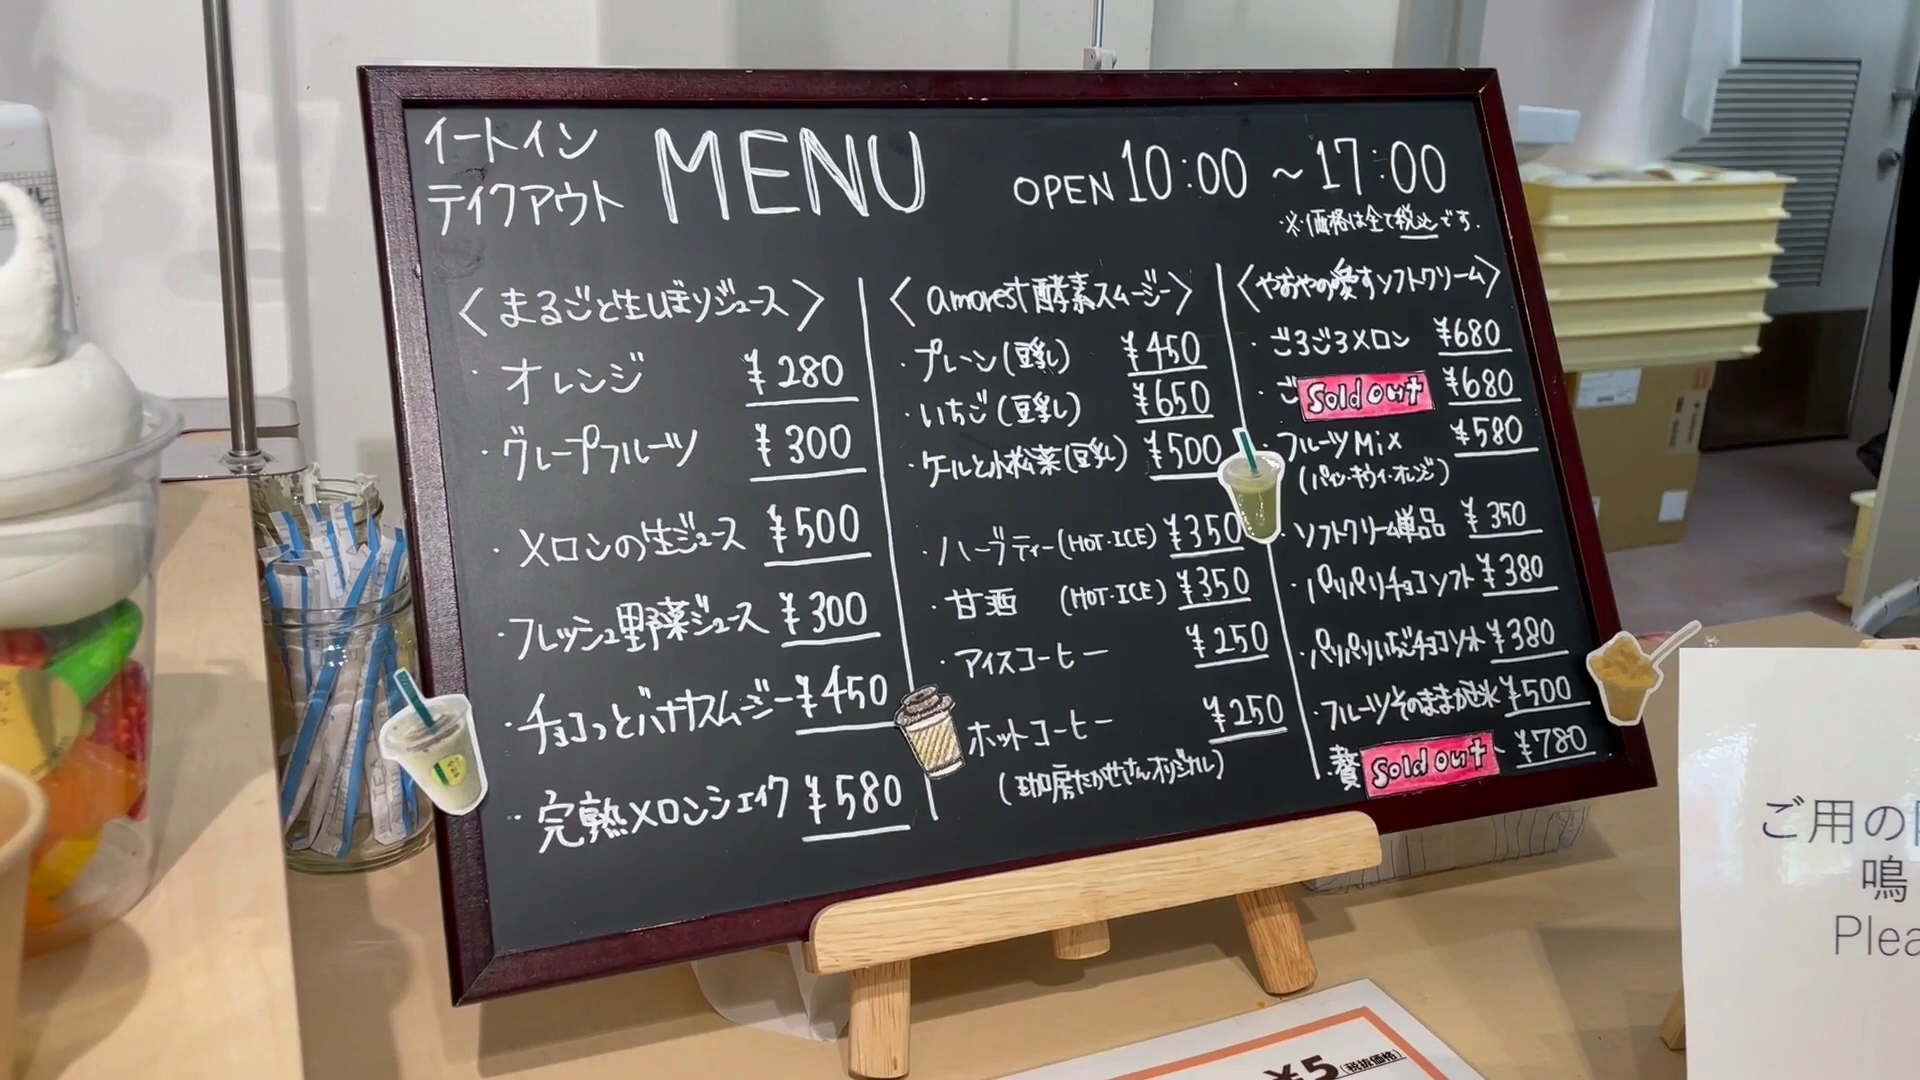 イートイン
テイクアウト
MENU
OPEN 10:00 ~ 17:00
※価格は全て税込です.
〈まるごと生しぼりジュース〉
・オレンジ ¥280
・グレープフルーツ ¥300
・メロンの生ジュース ¥500
・フレッシュ野菜ジュース ¥300
・チョコっとバナナスムージー ¥450
・完熟メロンシェイク ¥580
〈amorest酵素スムージー〉
・プレーン(豆乳) ¥450
・いちご(豆乳) ¥650
・ケールと小松菜(豆乳) ¥500
・ハーブティー(HOT・ICE) ¥350
・甘酒 (HOT・ICE) ¥350
・アイスコーヒー ¥250
ホットコーヒー ¥250
(珈房たかせさんオリジナル)
〈やおやの愛すソフトクリーム〉
・ごろごろメロン ¥680
・ご Sold out ¥680
・フルーツMix ¥580
(パイン・キウイ・オレンジ)
ソフトクリーム単品 ¥350
・パリパリチョコソフト ¥380
・パリパリいちごチョコソフト ¥380
・フルーツそのままかき氷 ¥500
・贅 Sold out ¥780
ご用の
鳴
Plea
¥5(税抜価格)